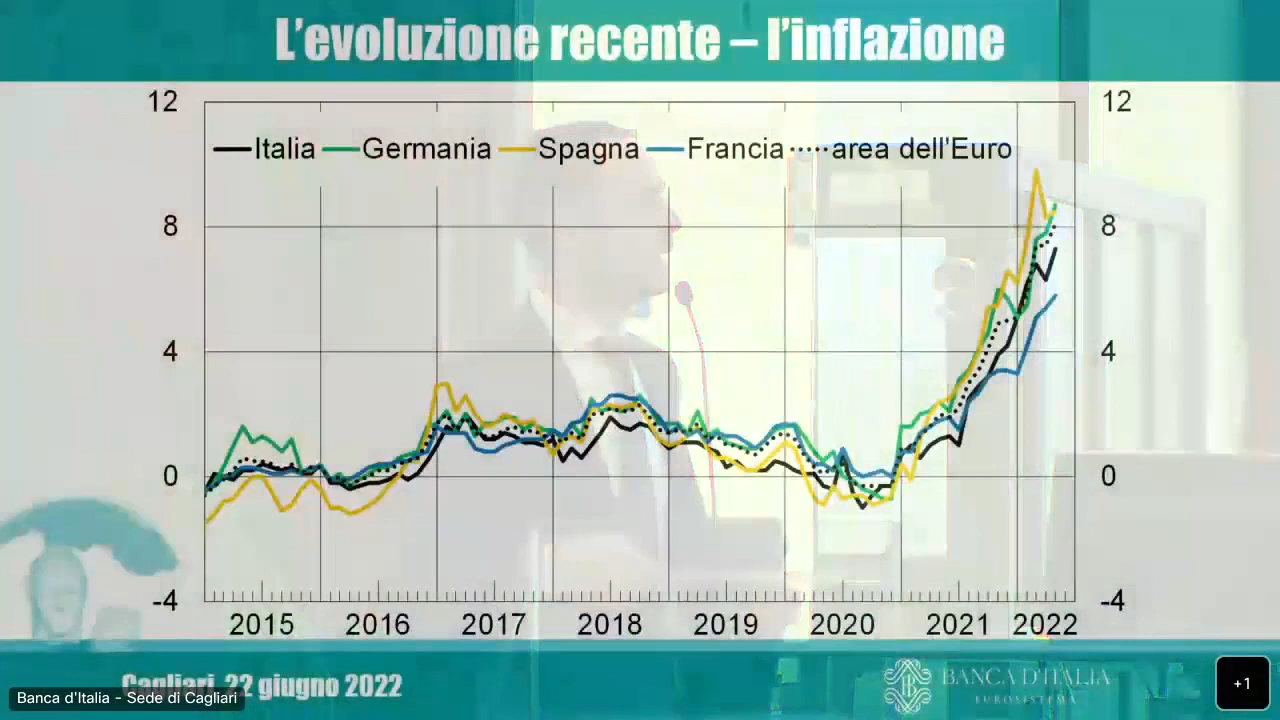 L'evoluzione recente – l'inflazione
12 12
Italia Germania Spagna Francia area dell'Euro
8 8
4 4
0 0
-4 -4
2015 2016 2017 2018 2019 2020 2021 2022
Cagliari, 22 giugno 2022
BANCA D'ITALIA
EUROSISTEMA
Banca d'Italia - Sede di Cagliari
+1